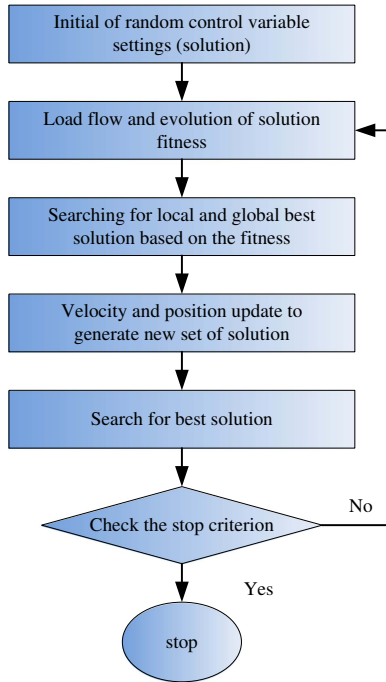 Initial of random control variable
settings (solution)
Load flow and evolution of solution
fitness
Searching for local and global best
solution based on the fitness
Velocity and position update to
generate new set of solution
Search for best solution
Check the stop criterion
No
Yes
stop